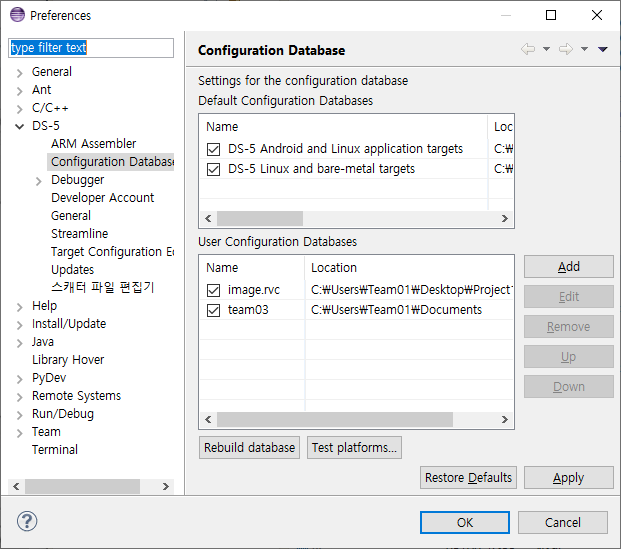 Preferences
type filter text
General
Ant
C/C++
DS-5
ARM Assembler
Configuration Database
Debugger
Developer Account
General
Streamline
Target Configuration E
Updates
스캐터 파일 편집기
Help
Install/Update
Java
Library Hover
PyDev
Remote Systems
Run/Debug
Team
Terminal
Configuration Database
Settings for the configuration database
Default Configuration Databases
Name Loc
DS-5 Android and Linux application targets C:₩
DS-5 Linux and bare-metal targets C:₩
User Configuration Databases
Name Location
image.rvc C:₩Users₩Team01₩Desktop₩Project
team03 C:₩Users₩Team01₩Documents
Add
Edit
Remove
Up
Down
Rebuild database Test platforms...
Restore Defaults Apply
? OK Cancel